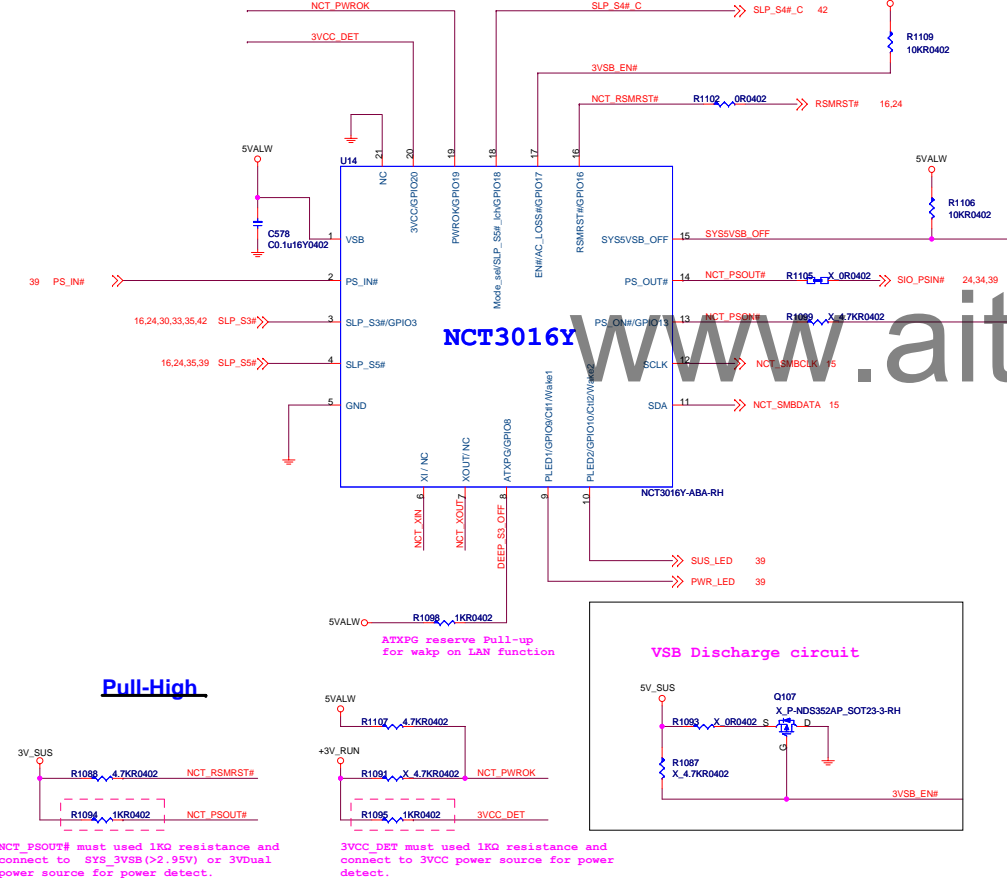 NCT_PWROK
SLP_S4#_C
SLP_S4#_C 42
3VCC_DET
R1109
10KR0402
3VSB_EN#
NCT_RSMRST#
R1102 0R0402
RSMRST# 16,24
21
20
19
18
17
16
5VALW
U14
5VALW
NC
3VCC/GPIO20
PWROK/GPIO19
Mode_sel/SLP_S5#_lch/GPIO18
EN#/AC_LOSS#/GPIO17
RSMRST#/GPIO16
R1106
10KR0402
C578
C0.1u16Y0402
1 VSB
SYS5VSB_OFF 15 SYS5VSB_OFF
39 PS_IN#
2 PS_IN#
PS_OUT# 14 NCT_PSOUT#
R1105 X_0R0402
SIO_PSIN# 24,34,39
16,24,30,33,35,42 SLP_S3#
3 SLP_S3#/GPIO3
PS_ON#/GPIO13 13 NCT_PSON#
R1099 X_4.7KR0402
NCT3016Y
www.ait
16,24,35,39 SLP_S5#
4 SLP_S5#
SCLK 12
NCT_SMBCLK 15
5 GND
SDA 11
NCT_SMBDATA 15
XI / NC
XOUT/ NC
ATXPG/GPIO8
PLED1/GPIO9/Ctl1/Wake1
PLED2/GPIO10/Ctl2/Wake2
NCT3016Y-ABA-RH
6
7
8
9
10
NCT_XIN
NCT_XOUT
DEEP_S3_OFF
SUS_LED 39
PWR_LED 39
5VALW
R1098 1KR0402
ATXPG reserve Pull-up
for wakp on LAN function
VSB Discharge circuit
Pull-High
5V_SUS
Q107
X_P-NDS352AP_SOT23-3-RH
R1093 X_0R0402
S
D
G
R1087
X_4.7KR0402
3VSB_EN#
5VALW
R1107 4.7KR0402
3V_SUS
+3V_RUN
R1088 4.7KR0402 NCT_RSMRST#
R1091 X_4.7KR0402 NCT_PWROK
R1094 1KR0402 NCT_PSOUT#
R1095 1KR0402 3VCC_DET
NCT_PSOUT# must used 1KΩ resistance and
connect to SYS_3VSB(>2.95V) or 3VDual
power source for power detect.
3VCC_DET must used 1KΩ resistance and
connect to 3VCC power source for power
detect.